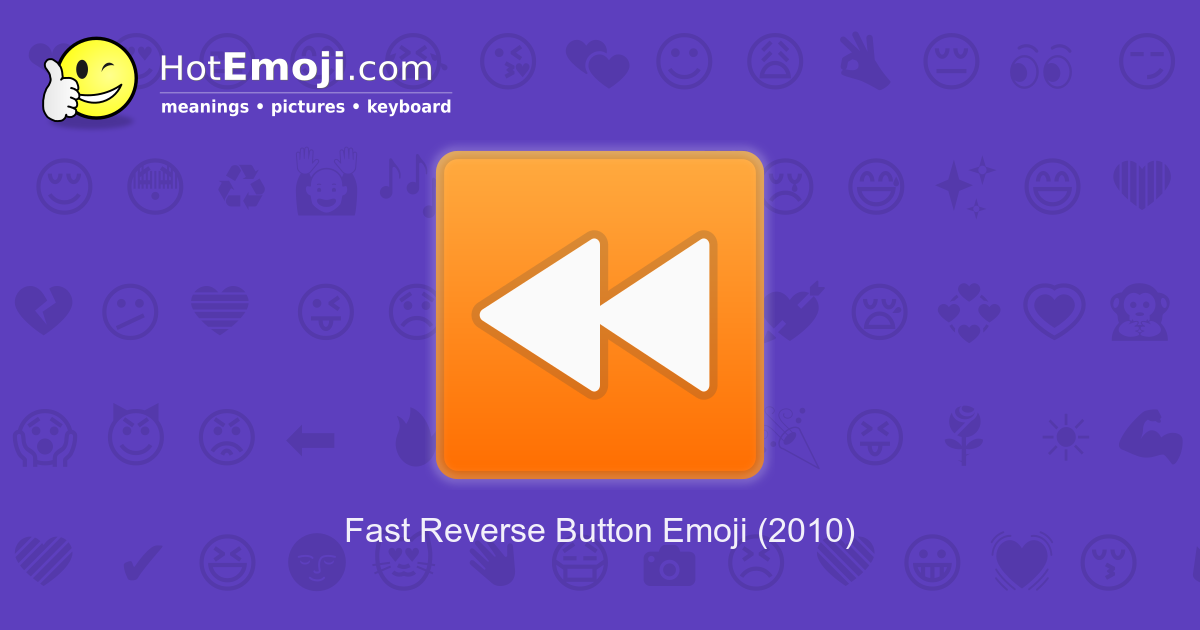 HotEmoji.com
meanings • pictures • keyboard
Fast Reverse Button Emoji (2010)